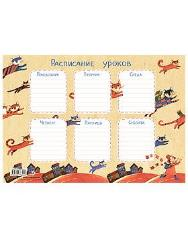 Расписание уроков
Понедельник Вторник Среда
Четверг Пятница Суббота